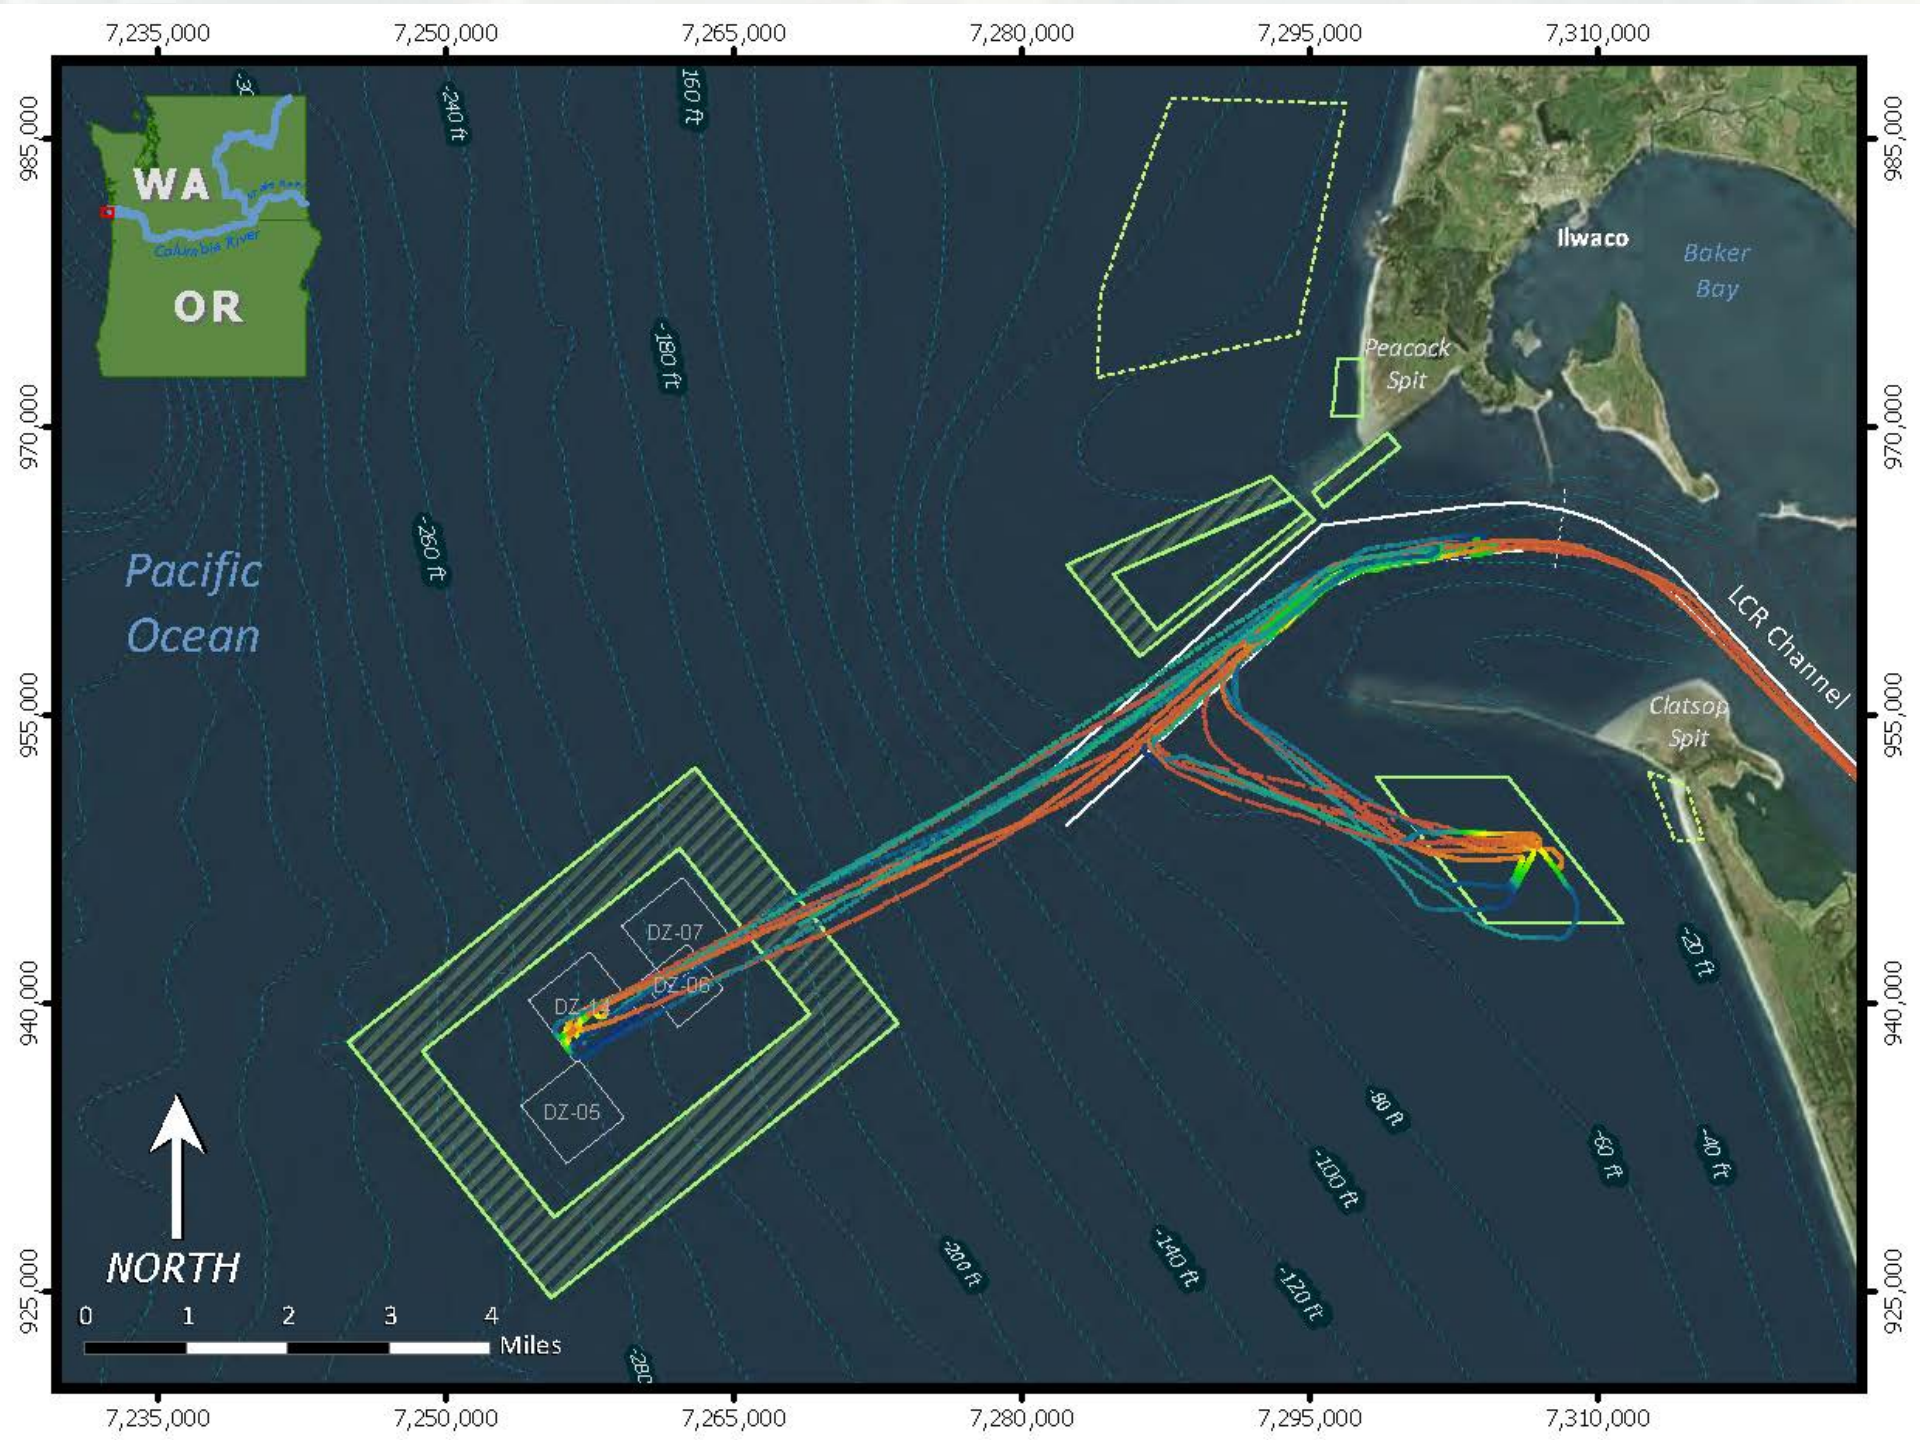 7,235,000
7,250,000
7,265,000
7,280,000
7,295,000
7,310,000
985,000
970,000
955,000
940,000
925,000
985,000
970,000
955,000
940,000
925,000
WA
Columbia River
OR
-240 ft
160 ft
-180 ft
-260 ft
Ilwaco
Baker
Bay
Peacock
Spit
Pacific
Ocean
LCR Channel
Clatsop
Spit
DZ-07
DZ-06
DZ-14
DZ-05
-20 ft
-80 ft
-60 ft
-40 ft
-100 ft
-200 ft
-140 ft
-120 ft
-280
NORTH
0 1 2 3 4
Miles
7,235,000
7,250,000
7,265,000
7,280,000
7,295,000
7,310,000